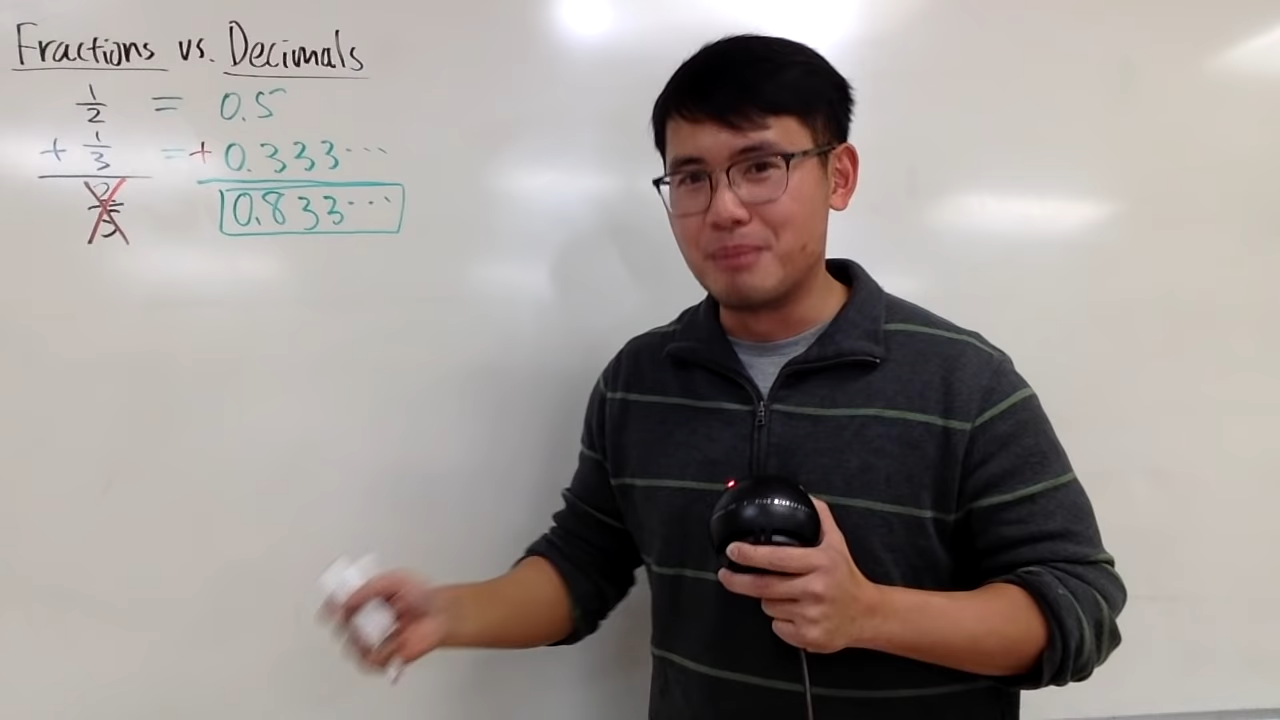 Fractions vs. Decimals
1/2 = 0.5
+ 1/3 = + 0.333...
2/5 0.833...